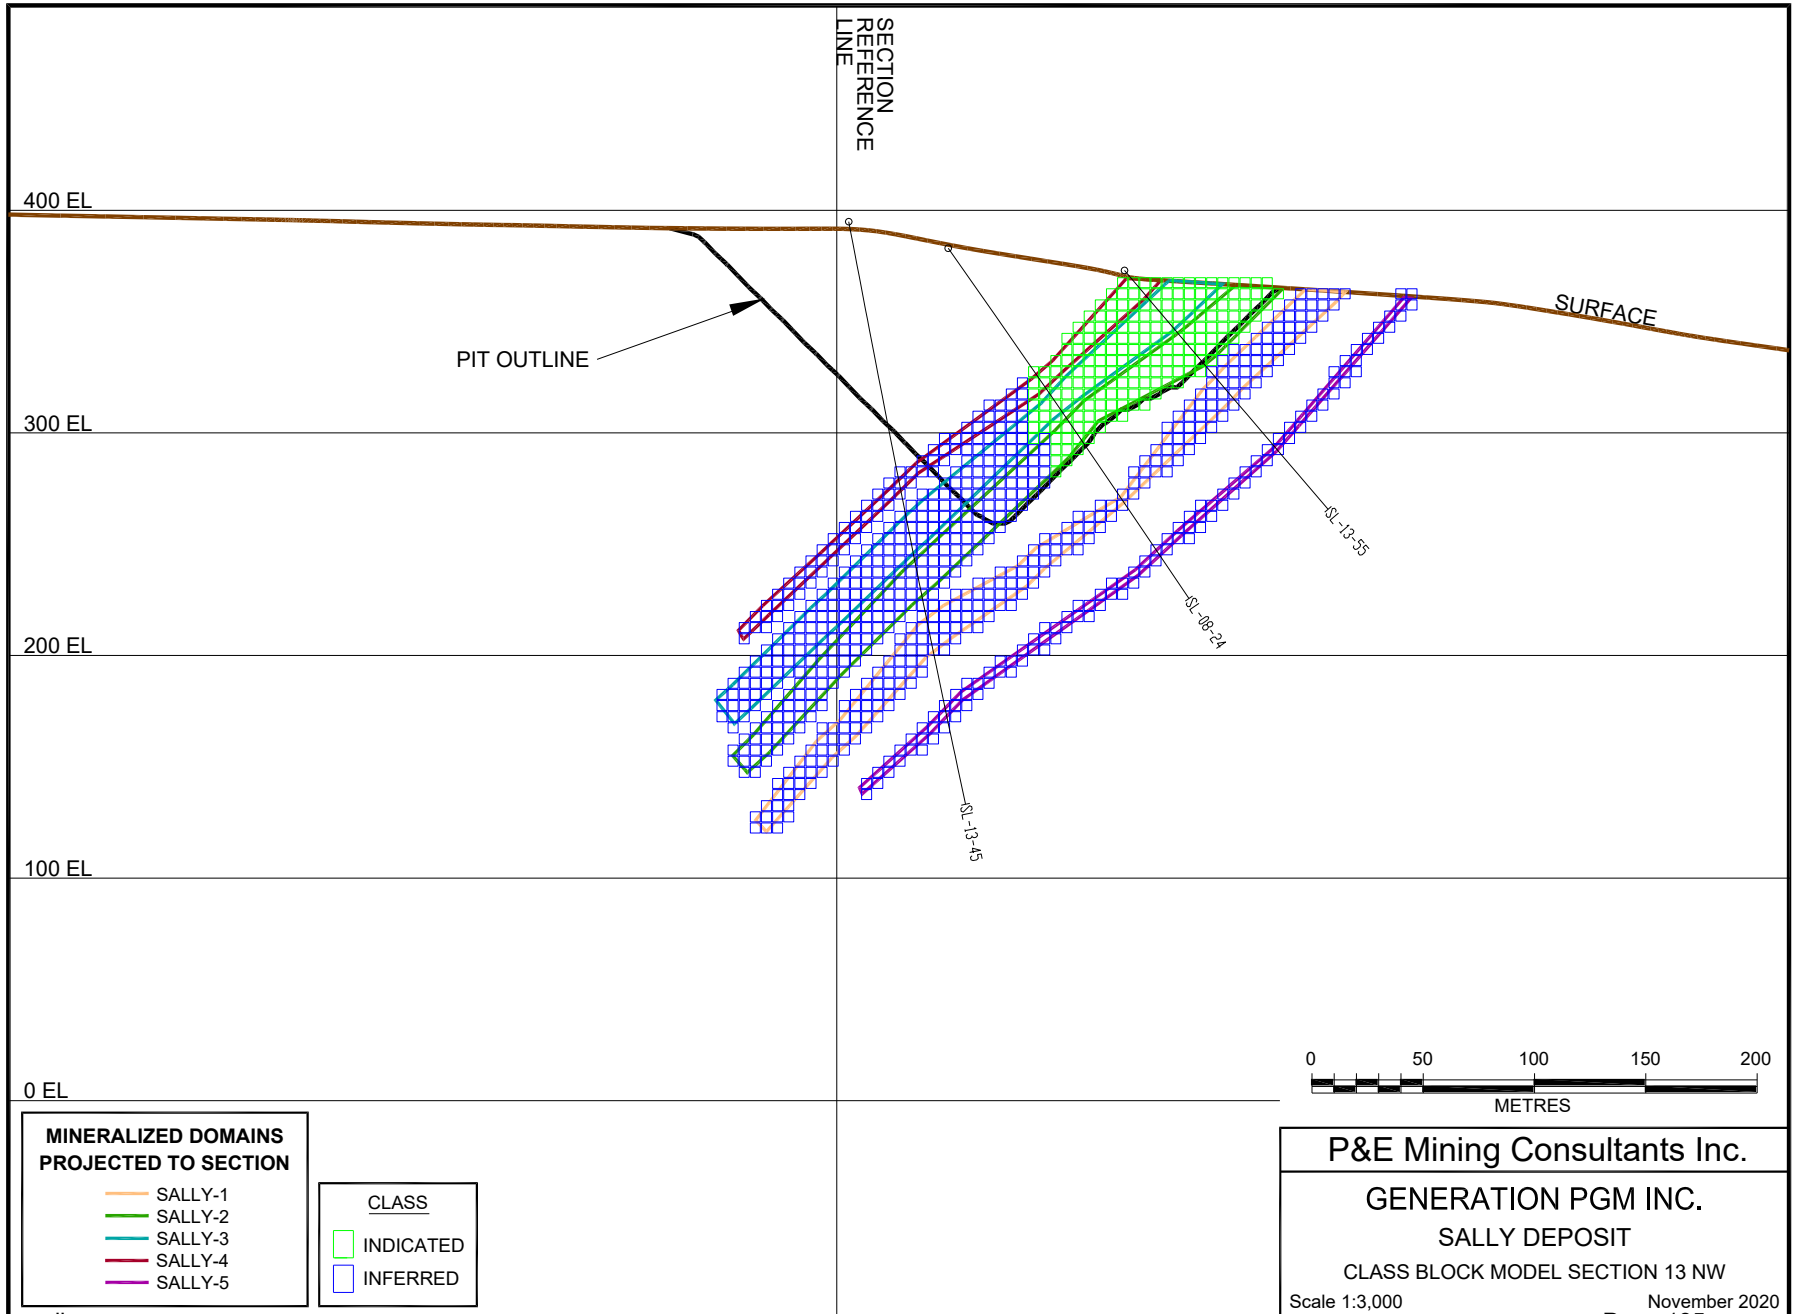 SECTION
REFERENCE
LINE
400 EL
SURFACE
PIT OUTLINE
300 EL
SL-13-55
SL-08-24
200 EL
SL-13-45
100 EL
0 EL
0 50 100 150 200
METRES
MINERALIZED DOMAINS
PROJECTED TO SECTION
SALLY-1
SALLY-2
SALLY-3
SALLY-4
SALLY-5
CLASS
INDICATED
INFERRED
P&E Mining Consultants Inc.
GENERATION PGM INC.
SALLY DEPOSIT
CLASS BLOCK MODEL SECTION 13 NW
Scale 1:3,000 November 2020